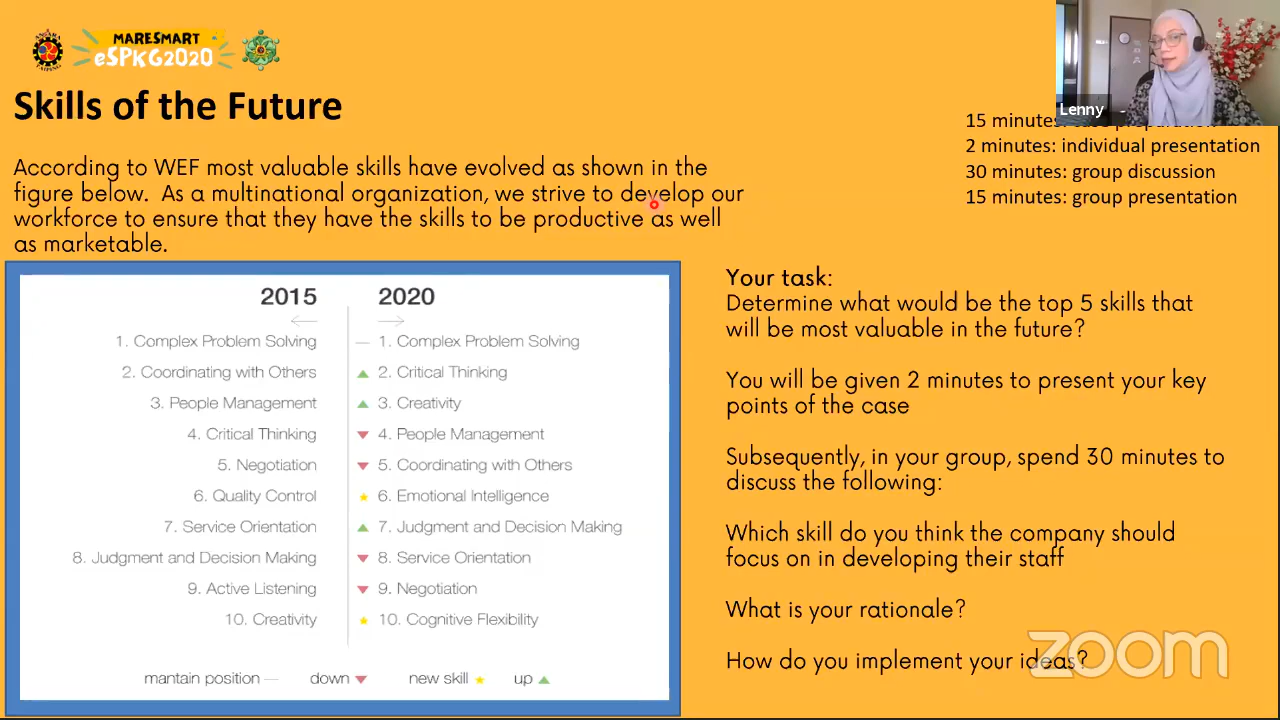 MARESMART
eSPKG2020
Skills of the Future
According to WEF most valuable skills have evolved as shown in the
figure below. As a multinational organization, we strive to develop our
workforce to ensure that they have the skills to be productive as well
as marketable.
2015
1. Complex Problem Solving
2. Coordinating with Others
3. People Management
4. Critical Thinking
5. Negotiation
6. Quality Control
7. Service Orientation
8. Judgment and Decision Making
9. Active Listening
10. Creativity
2020
1. Complex Problem Solving
2. Critical Thinking
3. Creativity
4. People Management
5. Coordinating with Others
6. Emotional Intelligence
7. Judgment and Decision Making
8. Service Orientation
9. Negotiation
10. Cognitive Flexibility
mantain position down new skill up
Lenny
15 minutes: case preparation
2 minutes: individual presentation
30 minutes: group discussion
15 minutes: group presentation
Your task:
Determine what would be the top 5 skills that
will be most valuable in the future?
You will be given 2 minutes to present your key
points of the case
Subsequently, in your group, spend 30 minutes to
discuss the following:
Which skill do you think the company should
focus on in developing their staff
What is your rationale?
How do you implement your ideas?
zoom